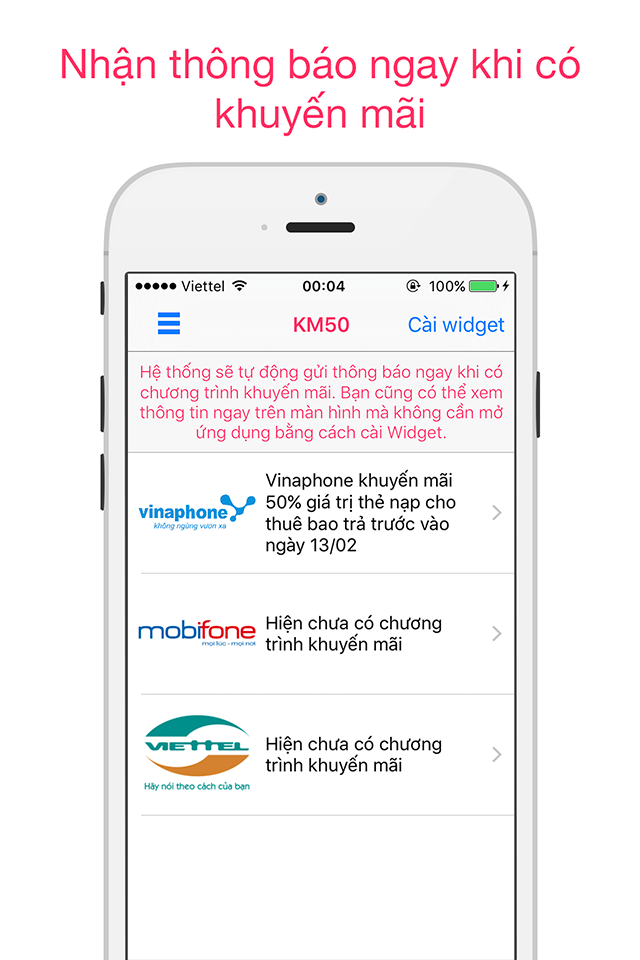 Nhận thông báo ngay khi có
khuyến mãi
Viettel 00:04 100%
KM50 Cài widget
Hệ thống sẽ tự động gửi thông báo ngay khi có
chương trình khuyến mãi. Bạn cũng có thể xem
thông tin ngay trên màn hình mà không cần mở
ứng dụng bằng cách cài Widget.
vinaphone
không ngừng vươn xa
Vinaphone khuyến mãi
50% giá trị thẻ nạp cho
thuê bao trả trước vào
ngày 13/02
mobifone
mọi lúc - mọi nơi
Hiện chưa có chương
trình khuyến mãi
VIETTEL
Hãy nói theo cách của bạn
Hiện chưa có chương
trình khuyến mãi